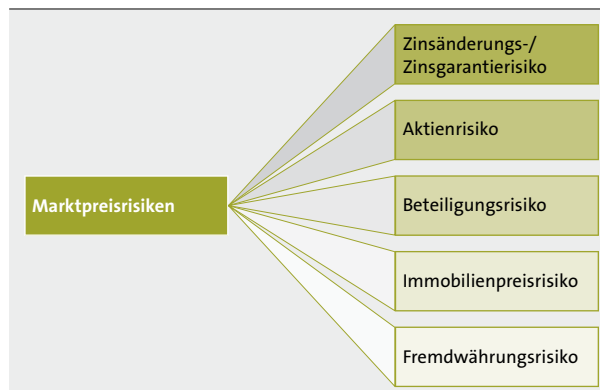 Zinsänderungs-/
Zinsgarantierisiko
Aktienrisiko
Marktpreisrisiken
Beteiligungsrisiko
Immobilienpreisrisiko
Fremdwährungsrisiko